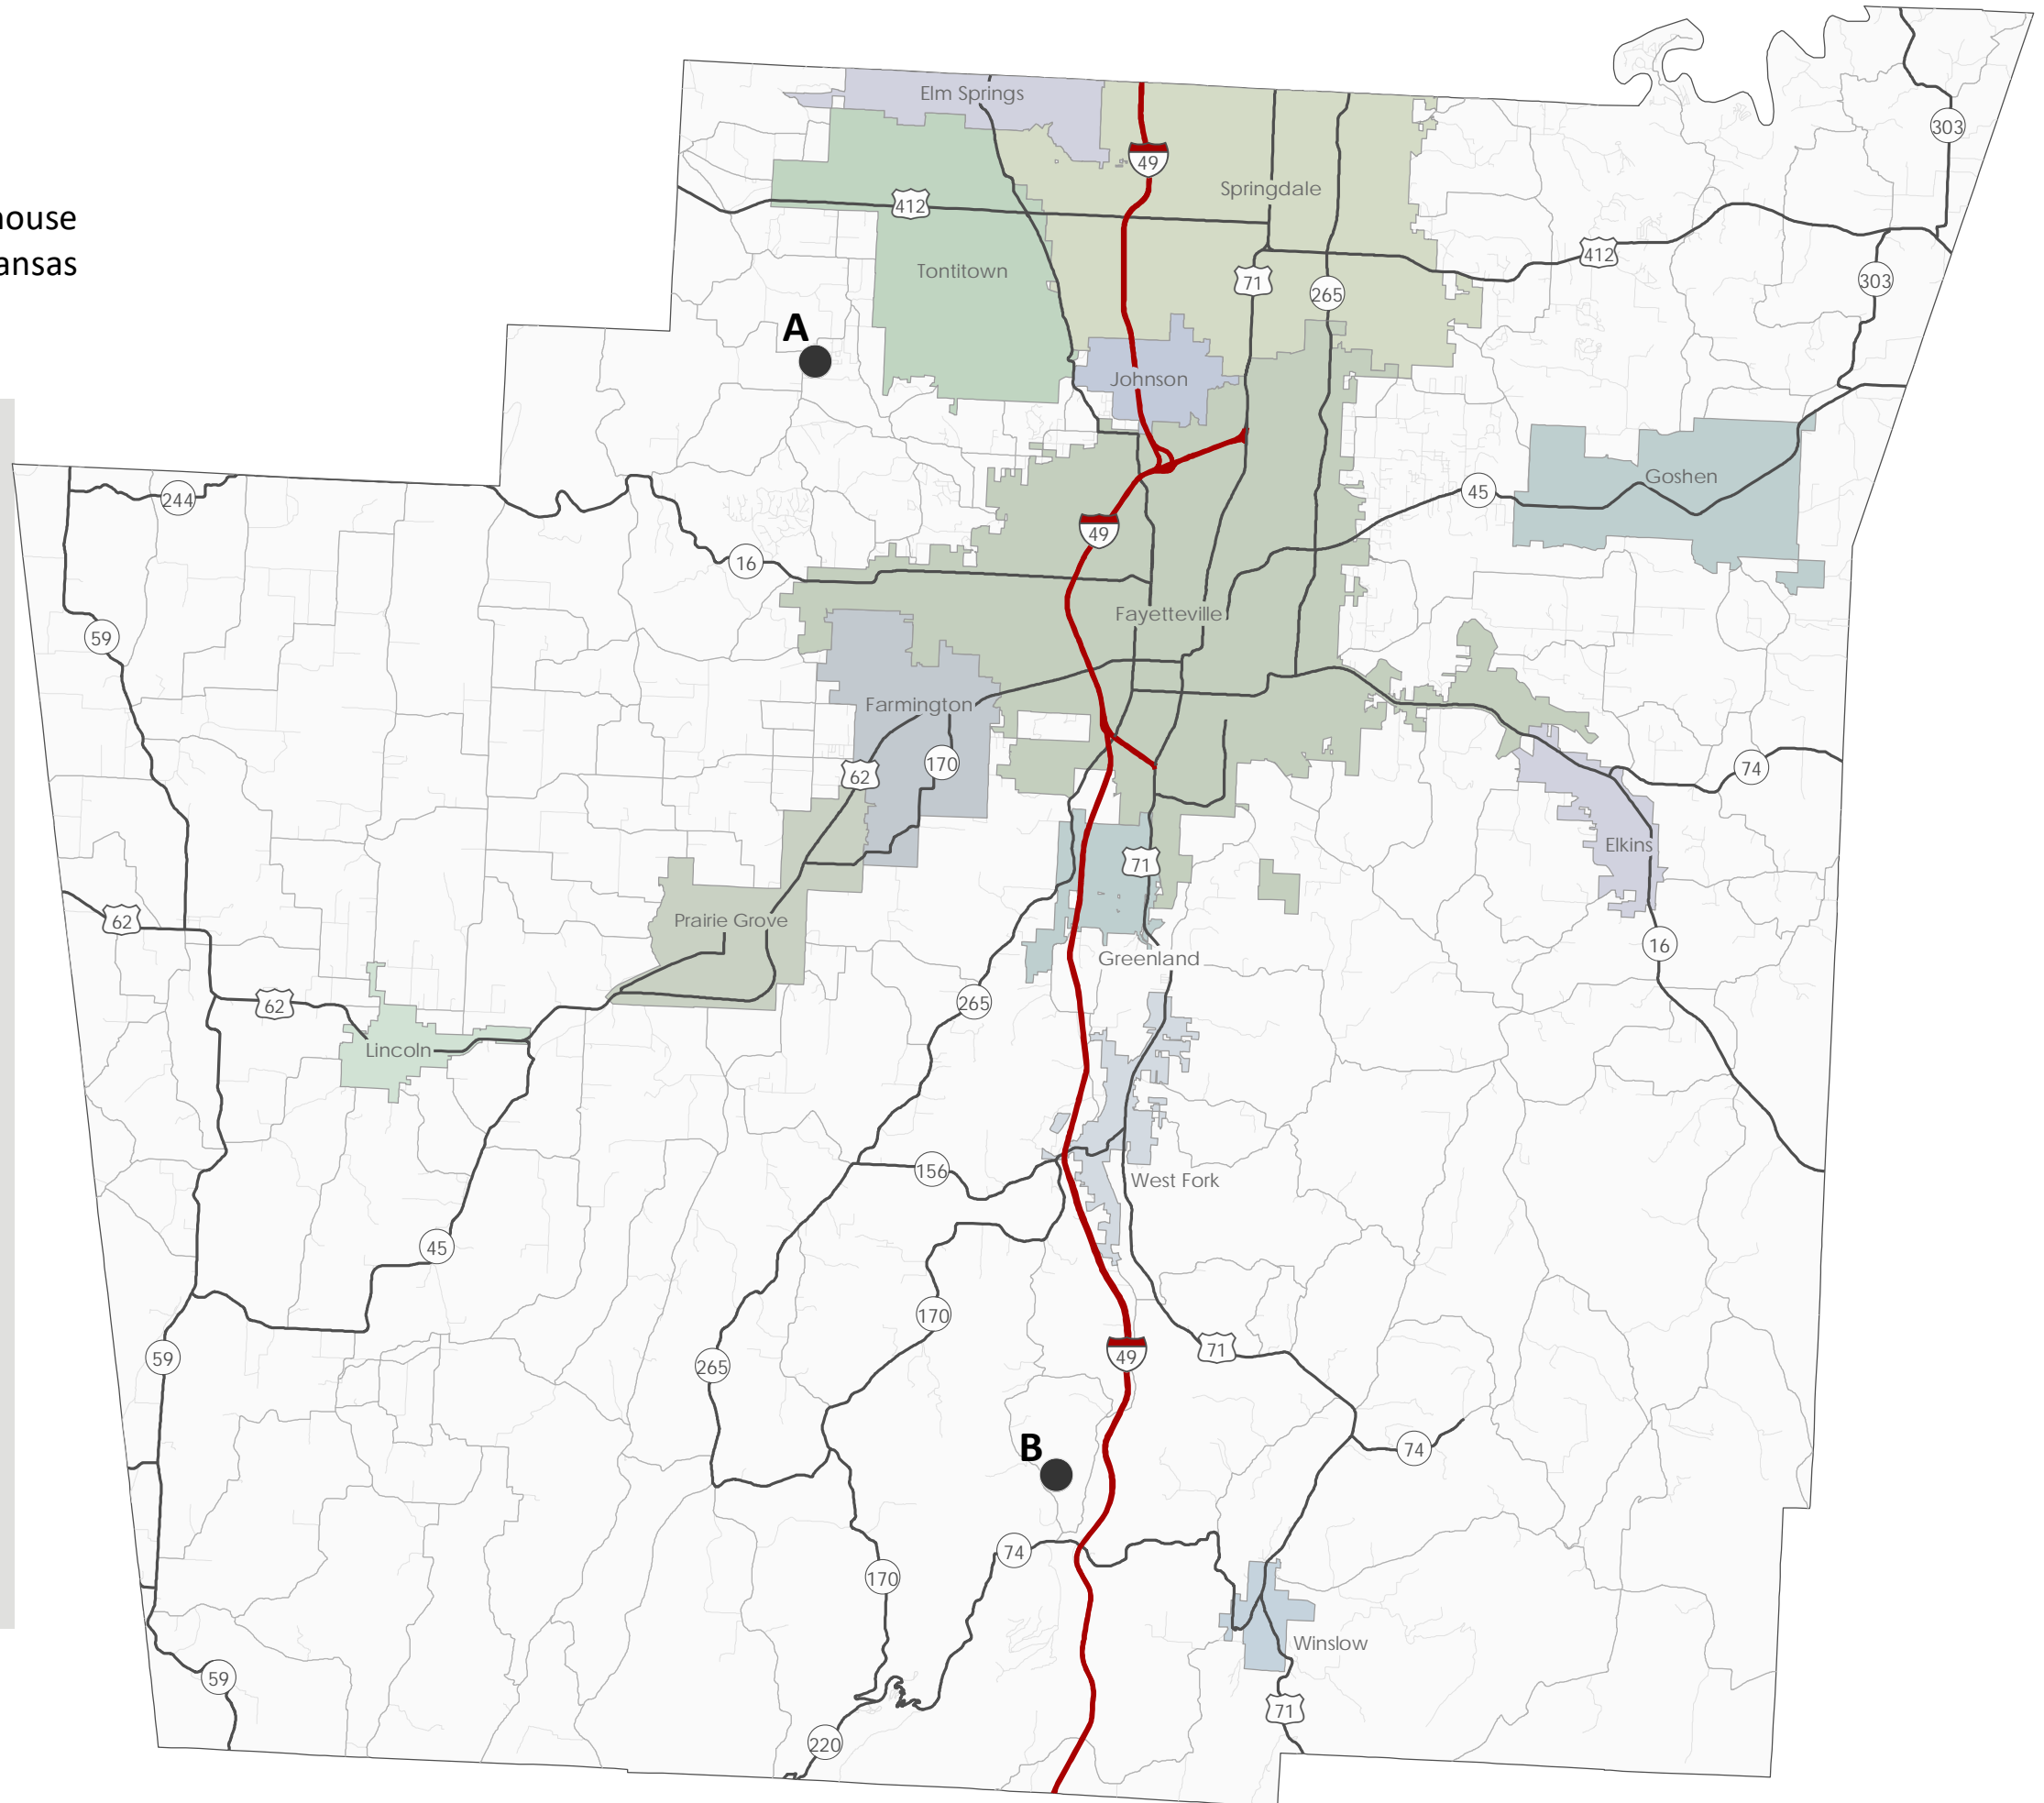 Elm Springs
303
49
Springdale
412
house
412
ansas
Tontitown
71
265
303
A
Johnson
Goshen
244
45
49
16
Fayetteville
59
Farmington
170
62
74
Elkins
71
Prairie Grove
62
16
Greenland
265
62
Lincoln
156
West Fork
45
170
71
49
59
265
B
74
74
170
Winslow
59
71
220